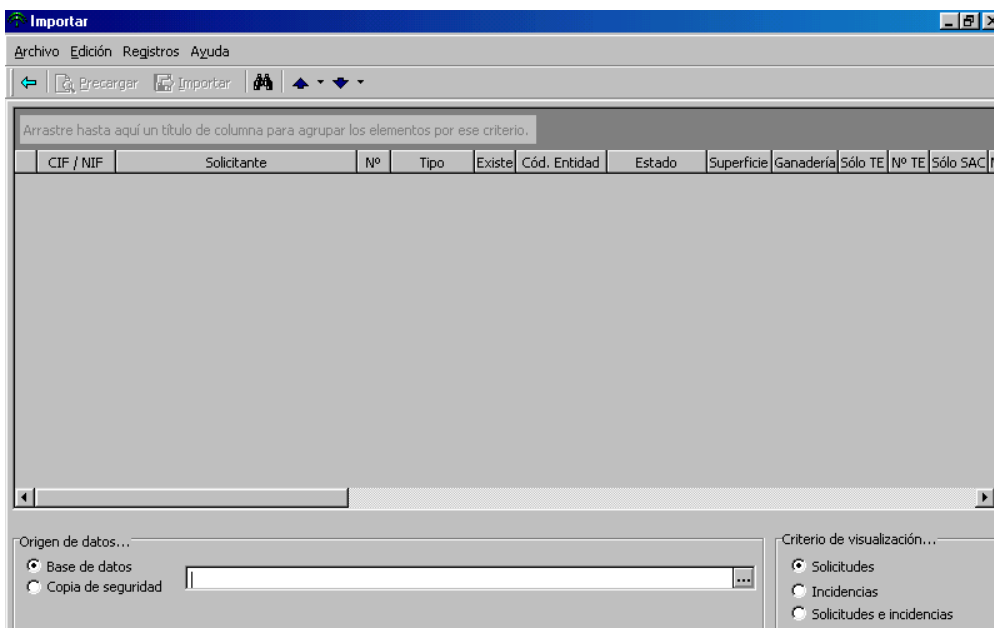 Importar
Archivo Edición Registros Ayuda
Precargar Importar
Arrastre hasta aquí un título de columna para agrupar los elementos por ese criterio.
CIF / NIF Solicitante Nº Tipo Existe Cód. Entidad Estado Superficie Ganadería Sólo TE Nº TE Sólo SAC
Origen de datos... Criterio de visualización...
Base de datos Solicitudes
Copia de seguridad ... Incidencias
Solicitudes e incidencias